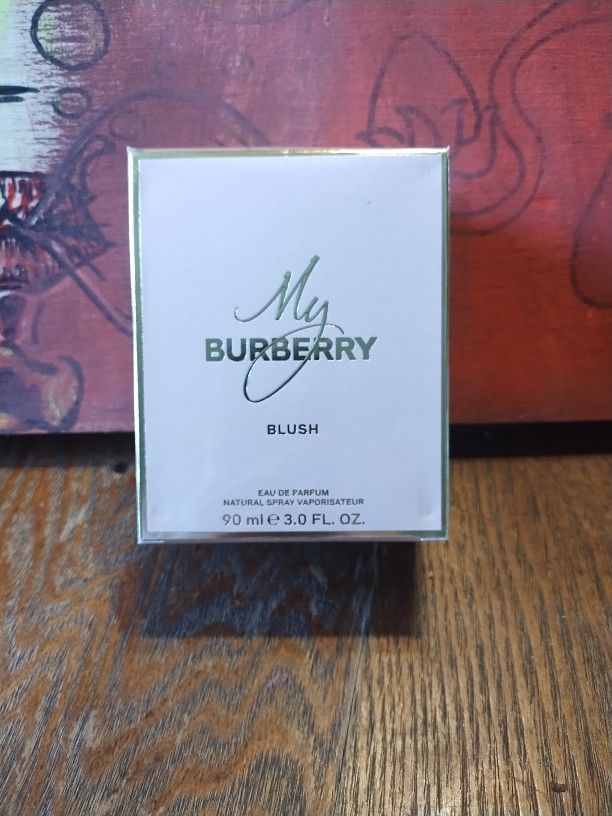 My
BURBERRY
BLUSH
EAU DE PARFUM
NATURAL SPRAY VAPORISATEUR
90 ml ℮ 3.0 FL. OZ.